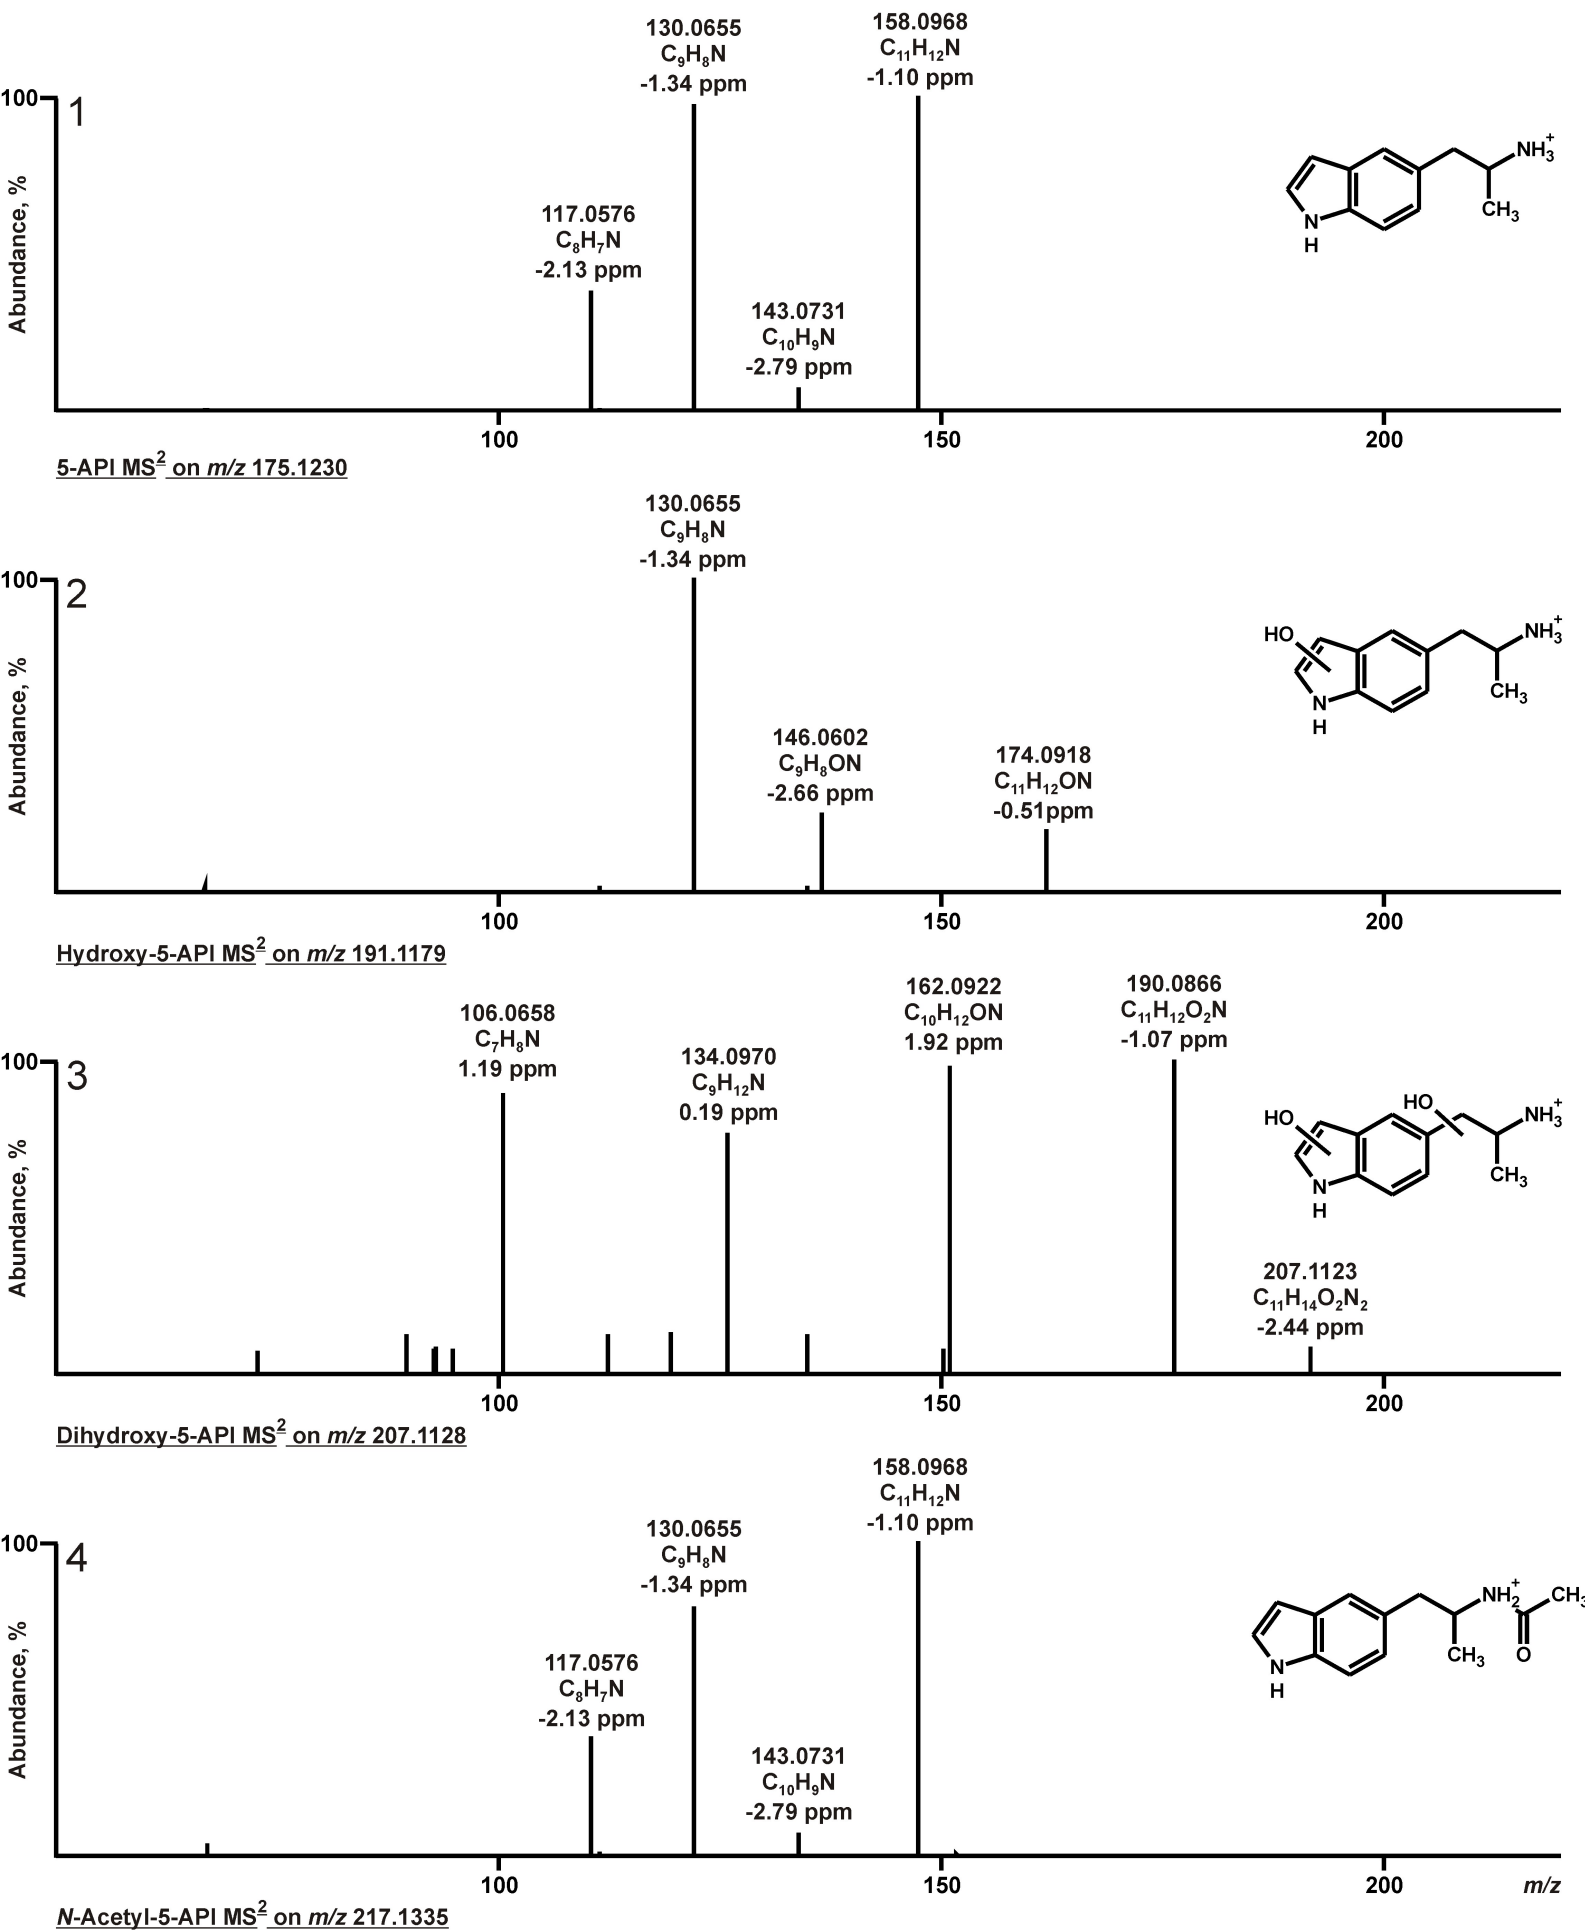 130.0655
C₉H₈N
-1.34 ppm
158.0968
C₁₁H₁₂N
-1.10 ppm
100
1
117.0576
C₈H₇N
-2.13 ppm
143.0731
C₁₀H₉N
-2.79 ppm
Abundance, %
N
H
NH₃⁺
CH₃
100
150
200
5-API MS² on m/z 175.1230
130.0655
C₉H₈N
-1.34 ppm
100
2
146.0602
C₉H₈ON
-2.66 ppm
174.0918
C₁₁H₁₂ON
-0.51ppm
Abundance, %
HO
N
H
NH₃⁺
CH₃
100
150
200
Hydroxy-5-API MS² on m/z 191.1179
106.0658
C₇H₈N
1.19 ppm
134.0970
C₉H₁₂N
0.19 ppm
162.0922
C₁₀H₁₂ON
1.92 ppm
190.0866
C₁₁H₁₂O₂N
-1.07 ppm
100
3
207.1123
C₁₁H₁₄O₂N₂
-2.44 ppm
Abundance, %
HO
HO
N
H
NH₃⁺
CH₃
100
150
200
Dihydroxy-5-API MS² on m/z 207.1128
158.0968
C₁₁H₁₂N
-1.10 ppm
130.0655
C₉H₈N
-1.34 ppm
100
4
117.0576
C₈H₇N
-2.13 ppm
143.0731
C₁₀H₉N
-2.79 ppm
Abundance, %
N
H
NH₂⁺
CH₃
CH₃
O
100
150
200
m/z
N-Acetyl-5-API MS² on m/z 217.1335